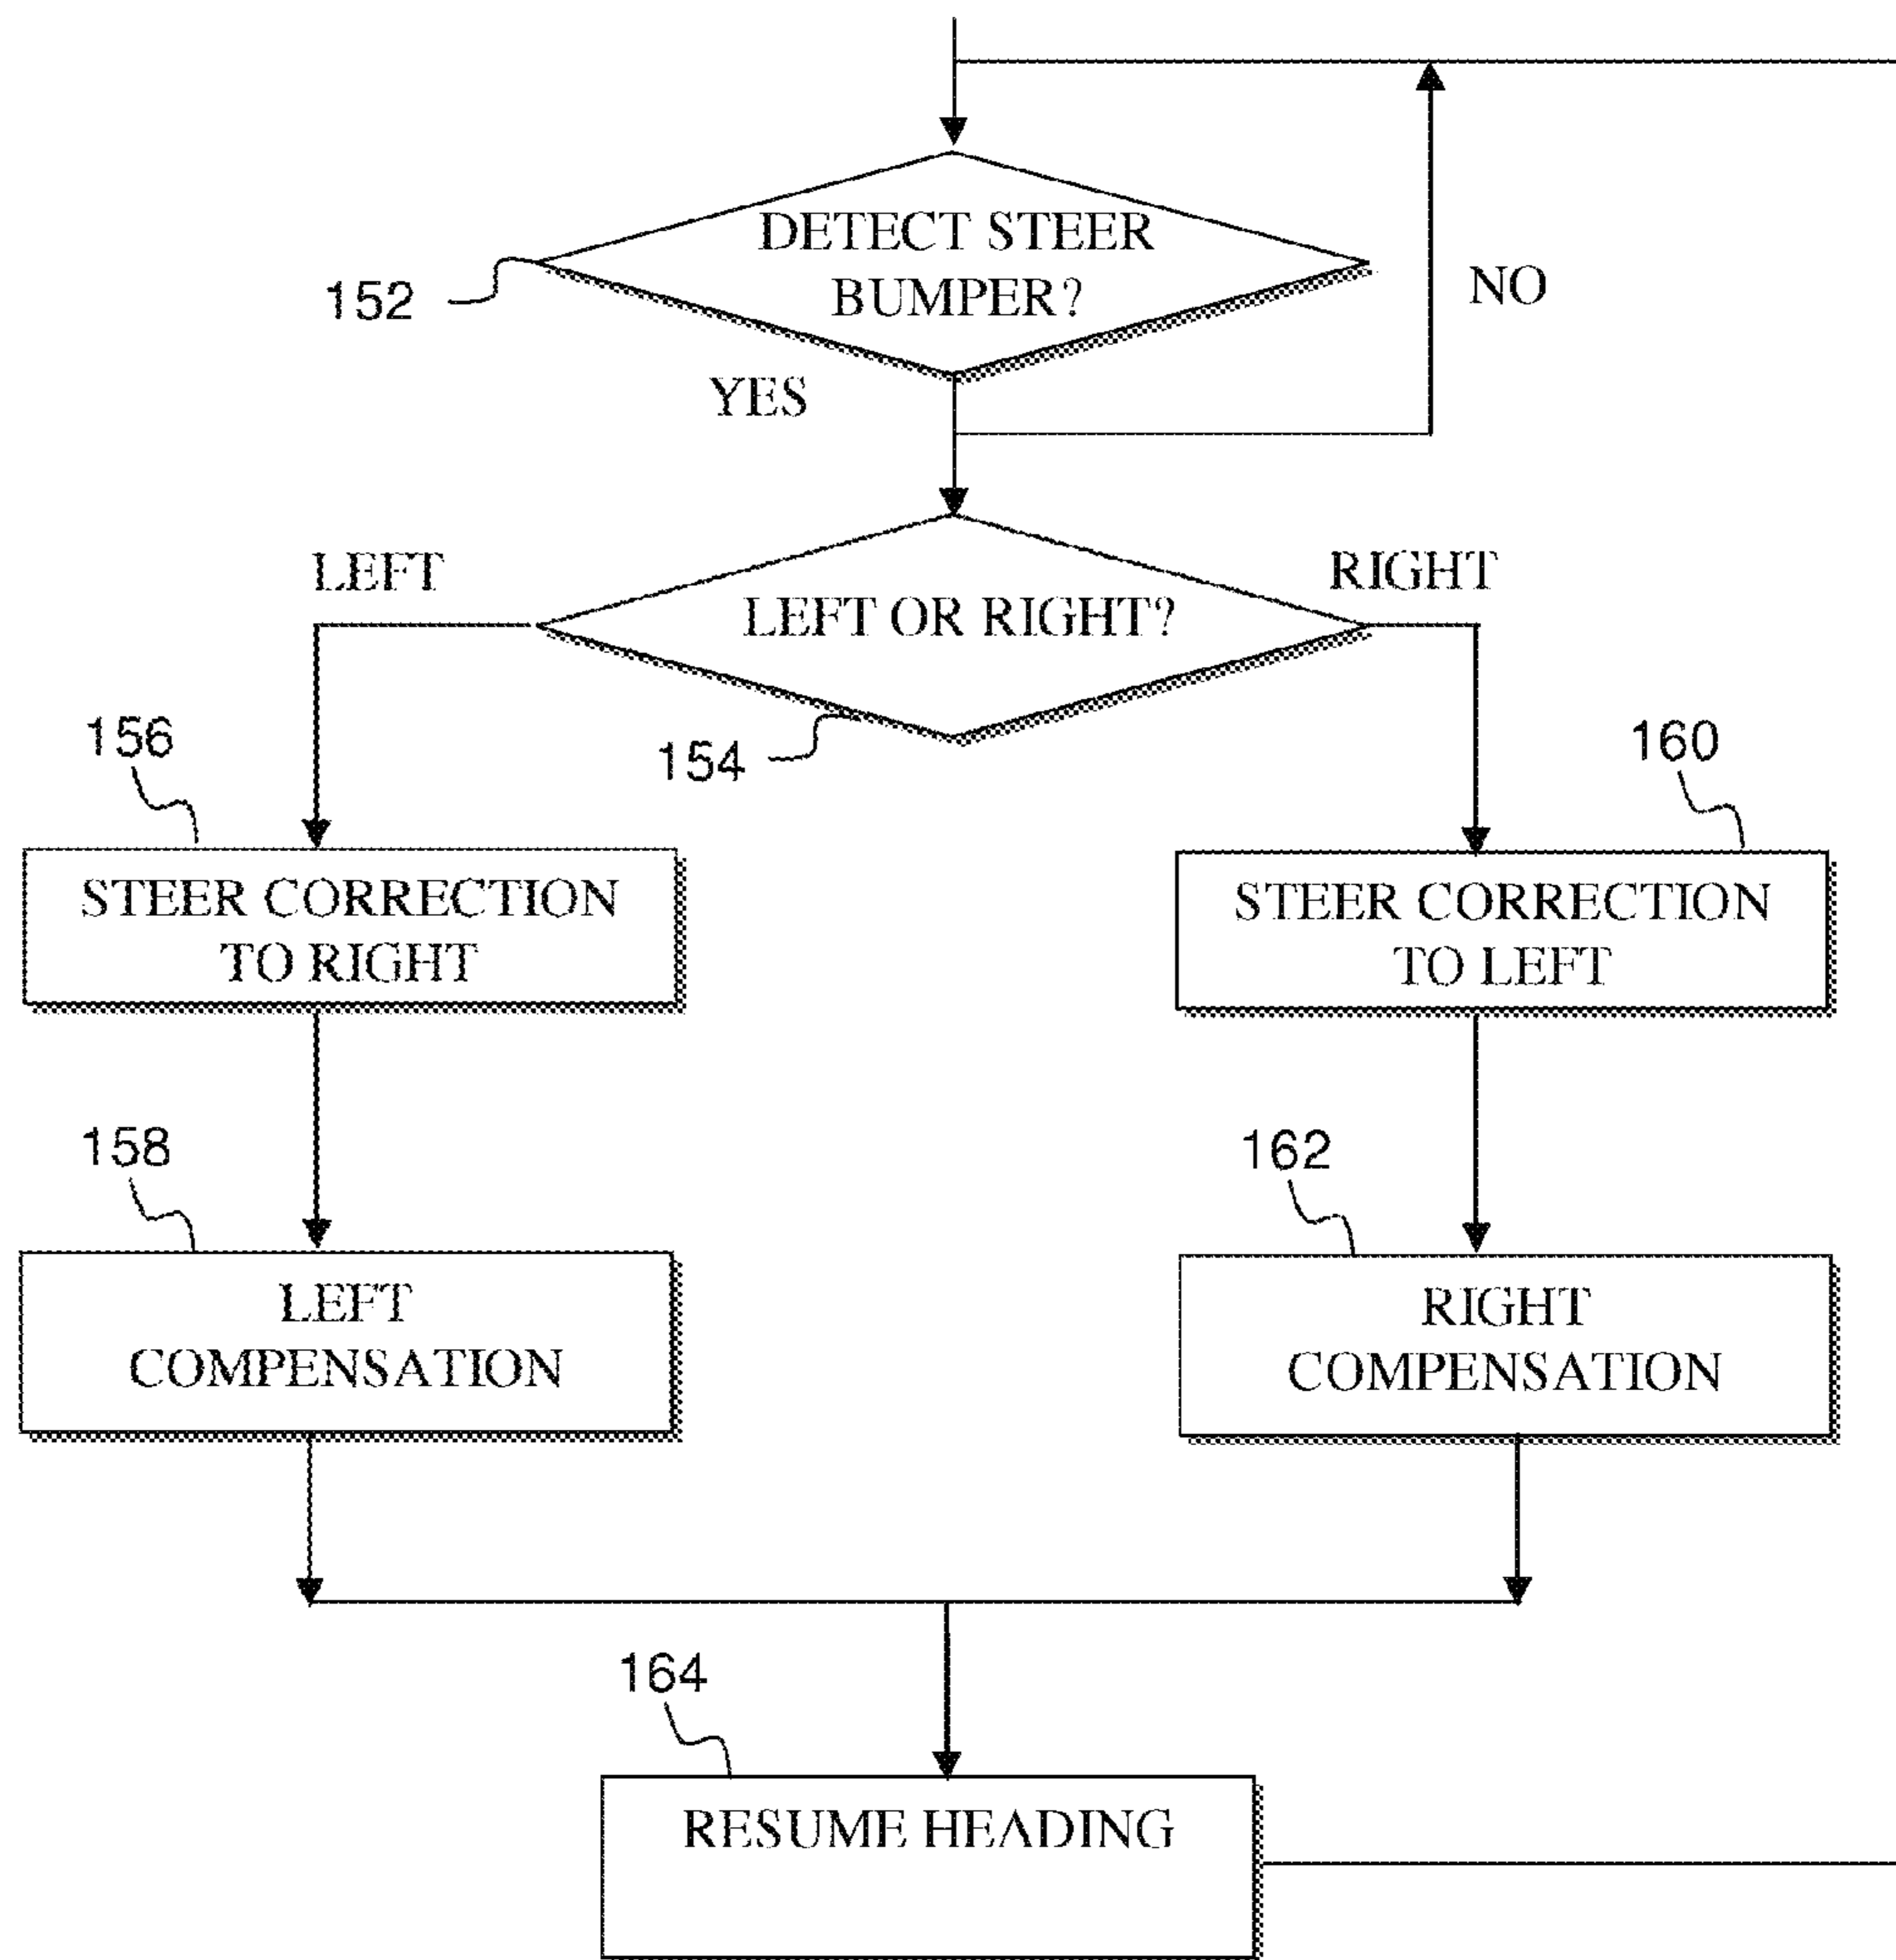 DETECT STEER
BUMPER?
152
NO
YES
LEFT
RIGHT
LEFT OR RIGHT?
154
156
160
STEER CORRECTION
TO RIGHT
STEER CORRECTION
TO LEFT
158
162
LEFT
COMPENSATION
RIGHT
COMPENSATION
164
RESUME HEADING